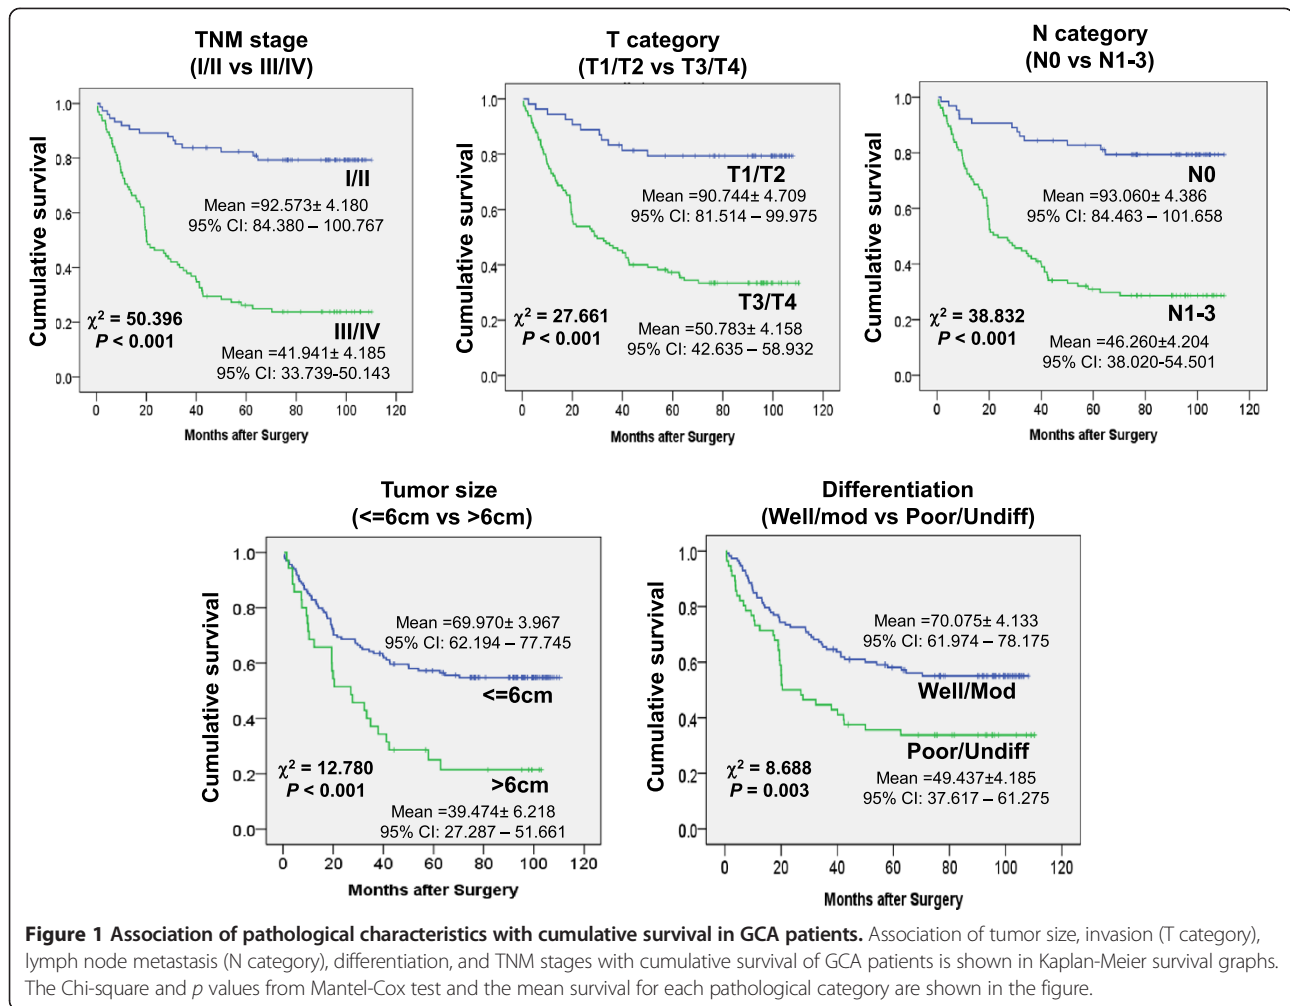 TNM stage
(I/II vs III/IV)
Cumulative survival
1.0
0.8
0.6
0.4
0.2
0.0
I/II
Mean =92.573± 4.180
95% CI: 84.380 – 100.767
χ² = 50.396
P < 0.001
III/IV
Mean =41.941± 4.185
95% CI: 33.739-50.143
0 20 40 60 80 100 120
Months after Surgery
T category
(T1/T2 vs T3/T4)
Cumulative survival
1.0
0.8
0.6
0.4
0.2
0.0
T1/T2
Mean =90.744± 4.709
95% CI: 81.514 – 99.975
T3/T4
χ² = 27.661
P < 0.001
Mean =50.783± 4.158
95% CI: 42.635 – 58.932
0 20 40 60 80 100 120
Months after Surgery
N category
(N0 vs N1-3)
Cumulative survival
1.0
0.8
0.6
0.4
0.2
0.0
N0
Mean =93.060± 4.386
95% CI: 84.463 – 101.658
χ² = 38.832
P < 0.001
N1-3
Mean =46.260±4.204
95% CI: 38.020-54.501
0 20 40 60 80 100 120
Months after Surgery
Tumor size
(<=6cm vs >6cm)
Cumulative survival
1.0
0.8
0.6
0.4
0.2
0.0
Mean =69.970± 3.967
95% CI: 62.194 – 77.745
<=6cm
χ² = 12.780
P < 0.001
>6cm
Mean =39.474± 6.218
95% CI: 27.287 – 51.661
0 20 40 60 80 100 120
Months after Surgery
Differentiation
(Well/mod vs Poor/Undiff)
Cumulative survival
1.0
0.8
0.6
0.4
0.2
0.0
Mean =70.075± 4.133
95% CI: 61.974 – 78.175
Well/Mod
Poor/Undiff
χ² = 8.688
P = 0.003
Mean =49.437±4.185
95% CI: 37.617 – 61.275
0 20 40 60 80 100 120
Months after Surgery
Figure 1 Association of pathological characteristics with cumulative survival in GCA patients. Association of tumor size, invasion (T category),
lymph node metastasis (N category), differentiation, and TNM stages with cumulative survival of GCA patients is shown in Kaplan-Meier survival graphs.
The Chi-square and p values from Mantel-Cox test and the mean survival for each pathological category are shown in the figure.